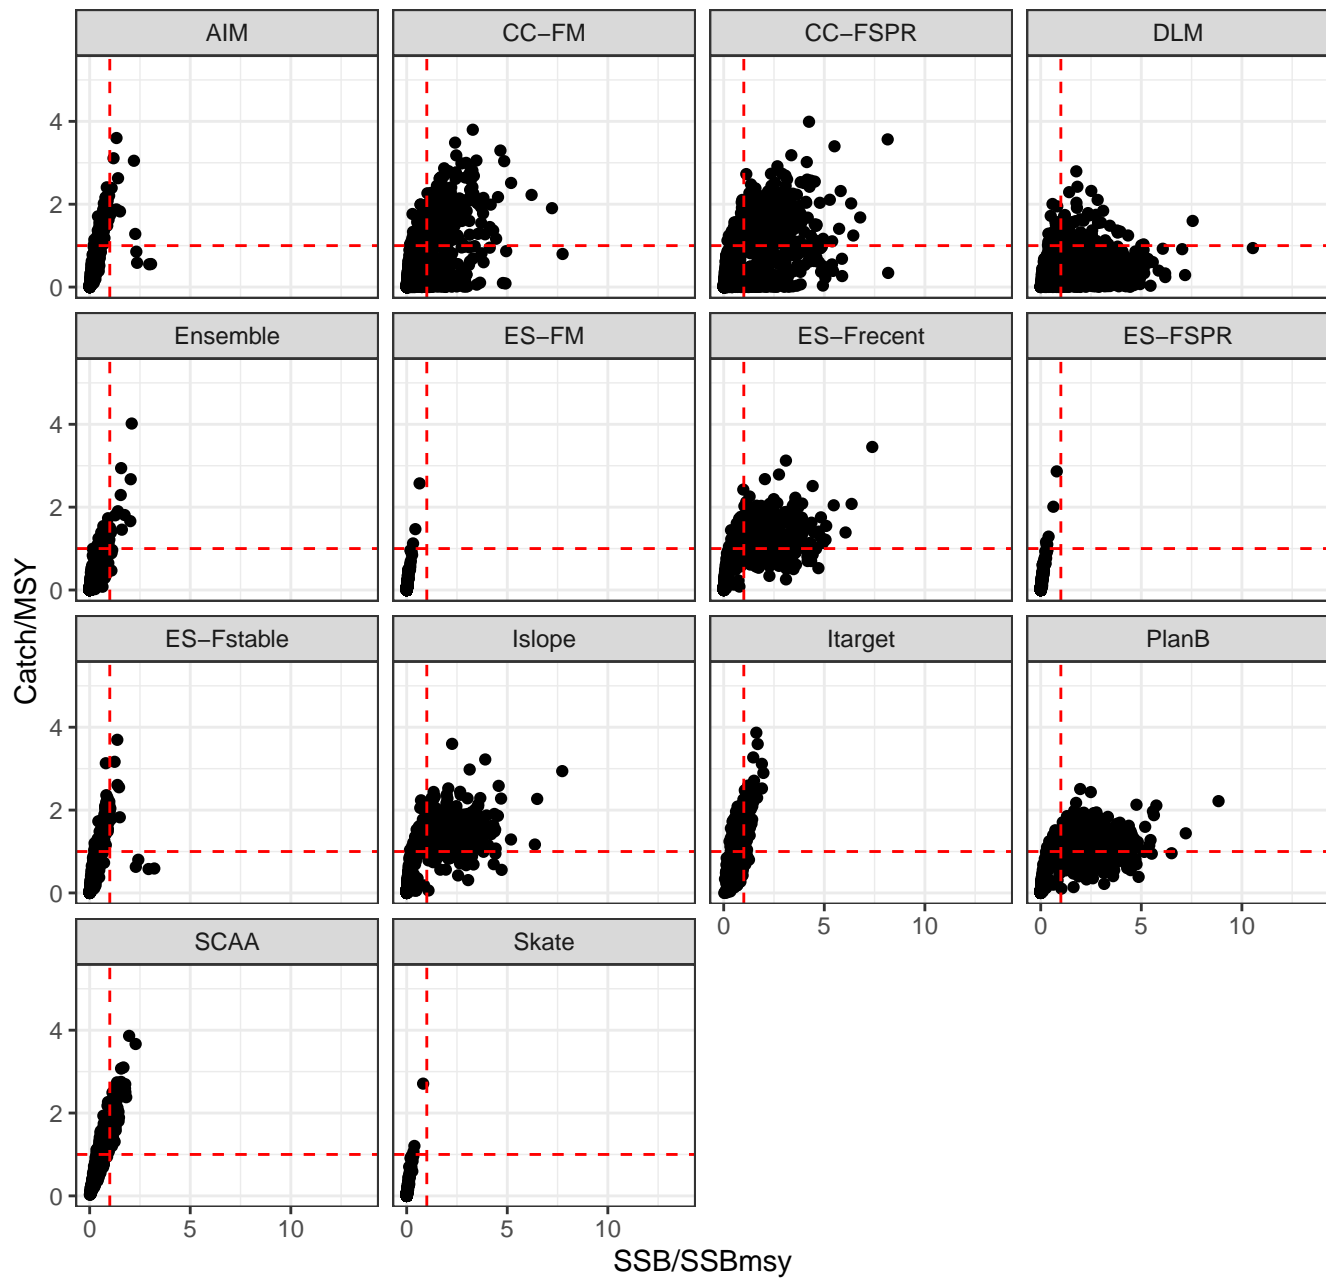 AIM CC−FM CC−FSPR DLM
4
2
0
Ensemble ES−FM ES−Frecent ES−FSPR
4
2
0
ES−Fstable Islope Itarget PlanB
4
2
0
0 5 10 0 5 10
SCAA Skate
4
2
0
0 5 10 0 5 10
Catch/MSY
SSB/SSBmsy